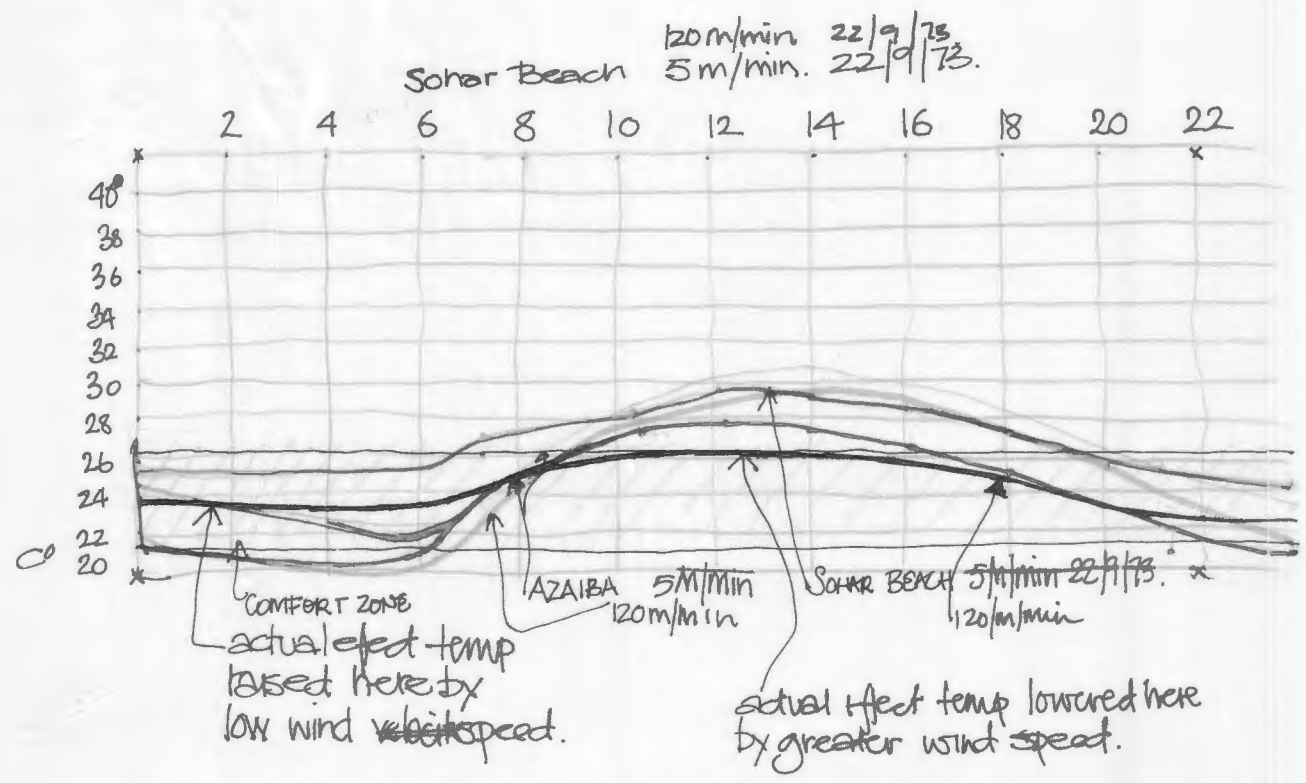 120m/min 22/9/73
Sohar Beach 5m/min. 22/9/73.
2 4 6 8 10 12 14 16 18 20 22
40°
38
36
34
32
30
28
26
24
22
C° 20
COMFORT ZONE
AZAIBA 5M/Min
120m/min
SOHAR BEACH 5M/min 22/9/73.
120/m/min
actual efect temp
raised here by
low wind speed.
actual effect temp lowered here
by greater wind speed.